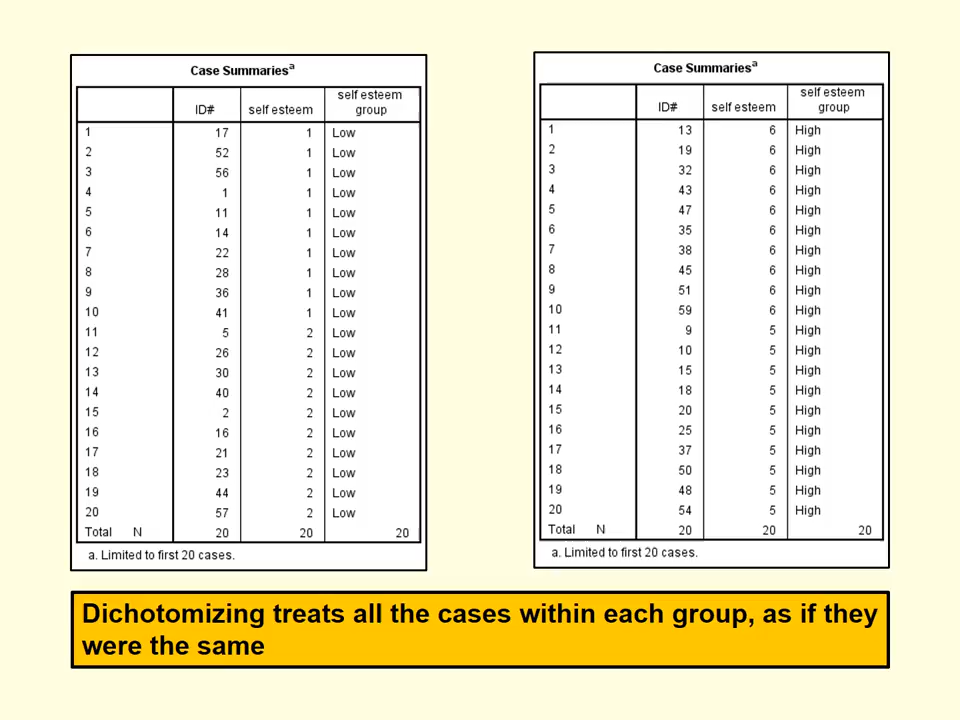 Case Summariesa
ID# self esteem self esteem group
1 17 1 Low
2 52 1 Low
3 56 1 Low
4 1 1 Low
5 11 1 Low
6 14 1 Low
7 22 1 Low
8 28 1 Low
9 36 1 Low
10 41 1 Low
11 5 2 Low
12 26 2 Low
13 30 2 Low
14 40 2 Low
15 2 2 Low
16 16 2 Low
17 21 2 Low
18 23 2 Low
19 44 2 Low
20 57 2 Low
Total N 20 20 20
a. Limited to first 20 cases.
Case Summariesa
ID# self esteem self esteem group
1 13 6 High
2 19 6 High
3 32 6 High
4 43 6 High
5 47 6 High
6 35 6 High
7 38 6 High
8 45 6 High
9 51 6 High
10 59 6 High
11 9 5 High
12 10 5 High
13 15 5 High
14 18 5 High
15 20 5 High
16 25 5 High
17 37 5 High
18 50 5 High
19 48 5 High
20 54 5 High
Total N 20 20 20
a. Limited to first 20 cases.
Dichotomizing treats all the cases within each group, as if they
were the same